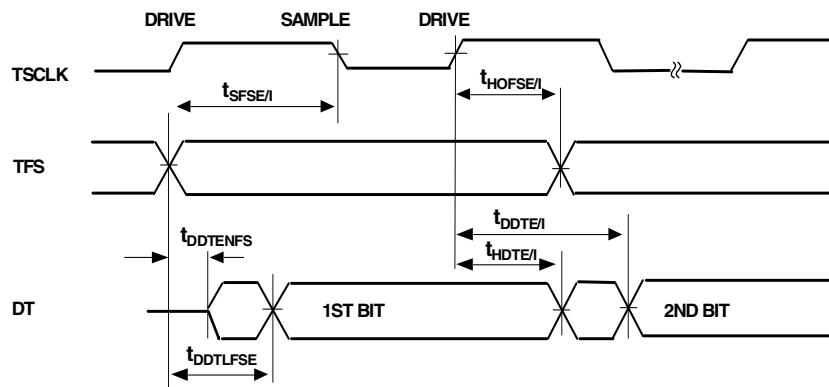 DRIVE SAMPLE DRIVE
TSCLK
tSFSE/I
tHOFSE/I
TFS
tDDTENFS
tDDTE/I
tHDTE/I
DT
1ST BIT
2ND BIT
tDDTLFSE